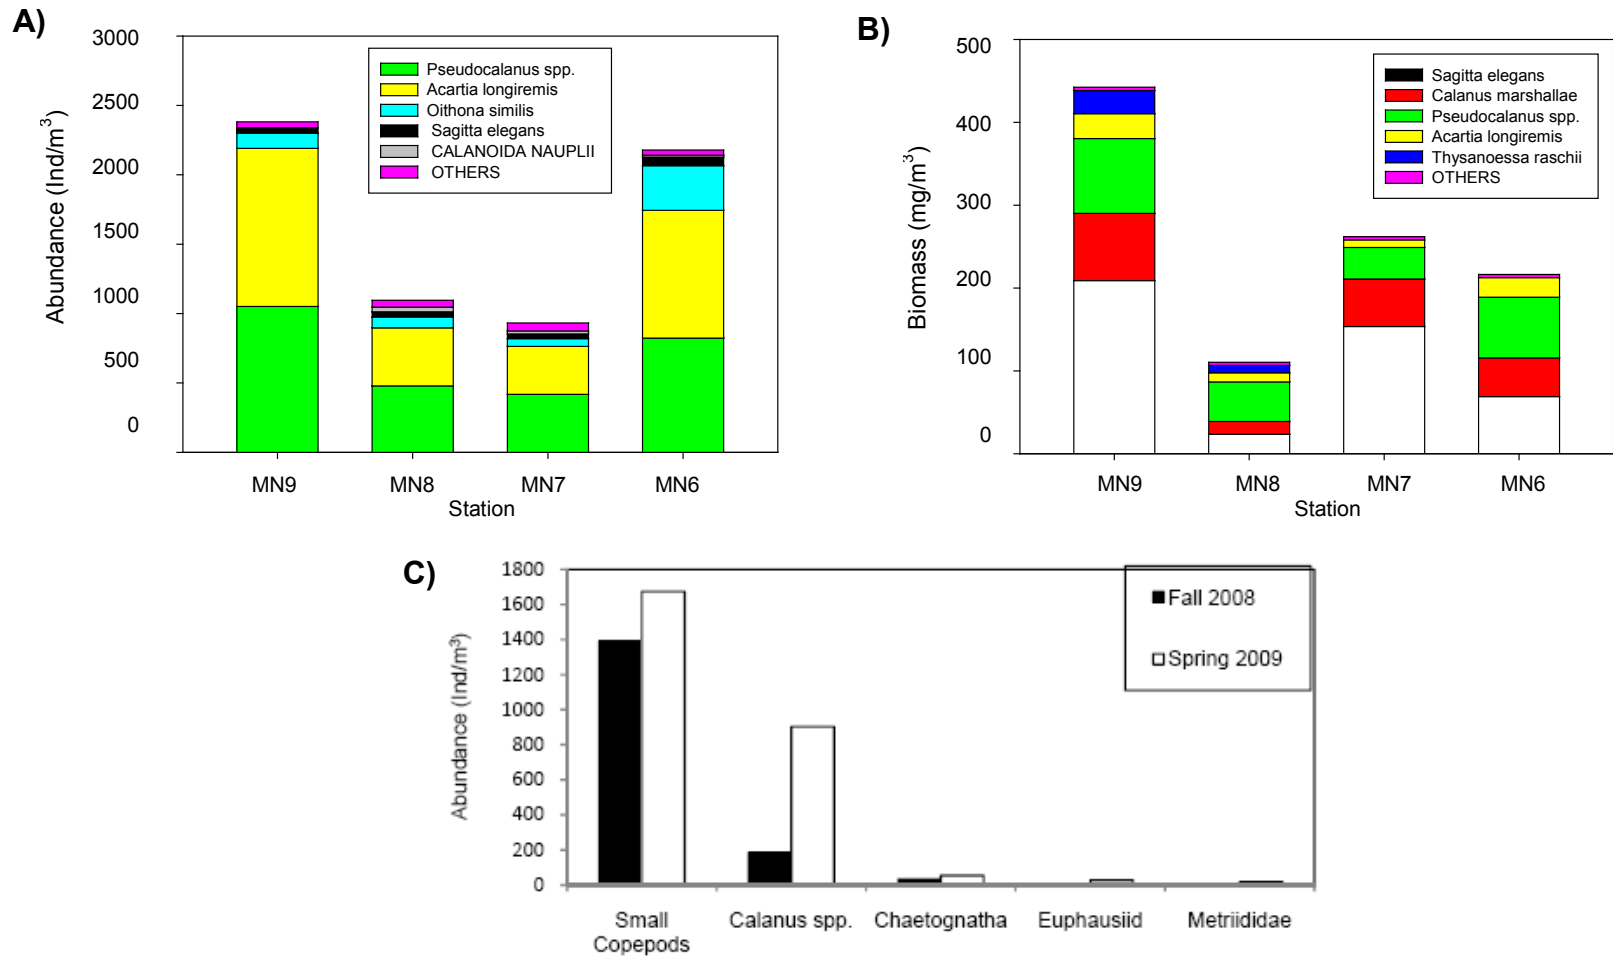 A)
3000
2500
2000
1500
1000
500
0
Abundance (Ind/m³)
Pseudocalanus spp.
Acartia longiremis
Oithona similis
Sagitta elegans
CALANOIDA NAUPLII
OTHERS
MN9 MN8 MN7 MN6
Station
B)
500
400
300
200
100
0
Biomass (mg/m³)
Sagitta elegans
Calanus marshallae
Pseudocalanus spp.
Acartia longiremis
Thysanoessa raschii
OTHERS
MN9 MN8 MN7 MN6
Station
C)
1800
1600
1400
1200
1000
800
600
400
200
0
Abundance (Ind/m³)
Fall 2008
Spring 2009
Small Calanus spp. Chaetognatha Euphausiid Metriididae
Copepods